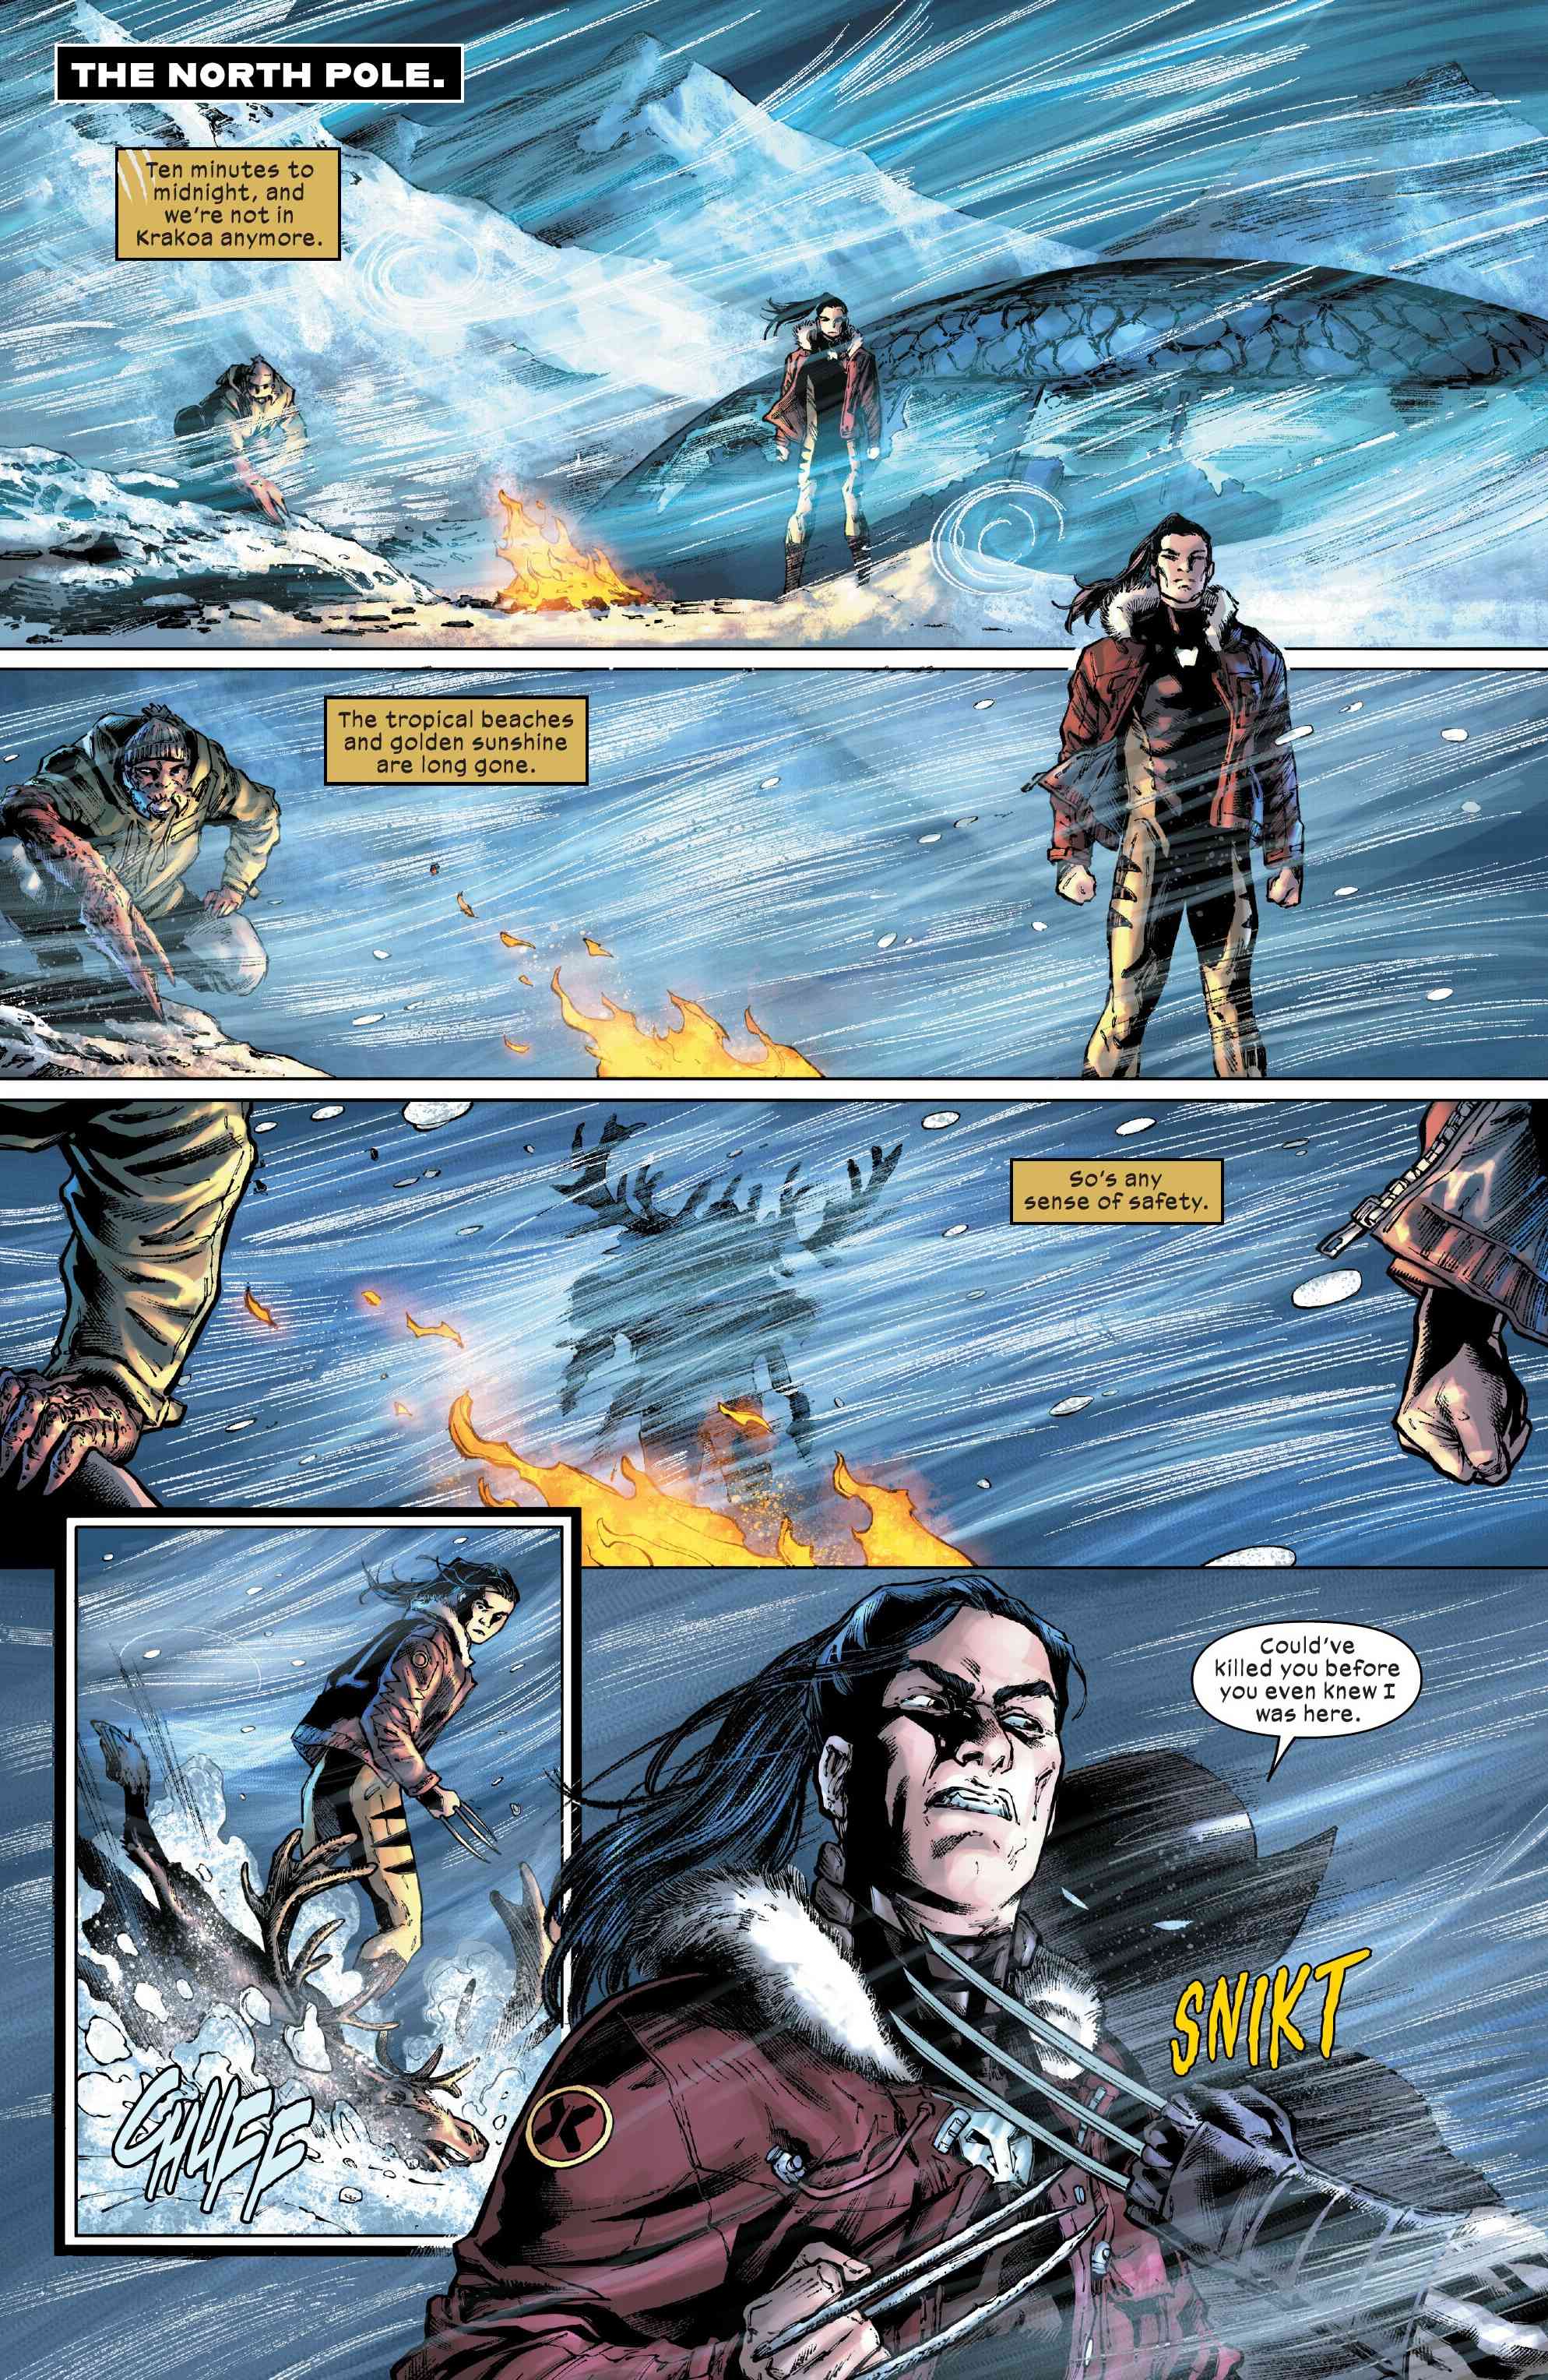 THE NORTH POLE.
Ten minutes to
midnight, and
we're not in
Krakoa anymore.
The tropical beaches
and golden sunshine
are long gone.
So's any
sense of safety.
CHUFF
Could've
killed you before
you even knew I
was here.
SNIKT
X